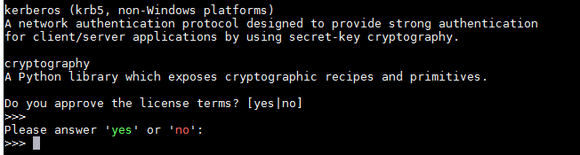 kerberos (krb5, non-Windows platforms)
A network authentication protocol designed to provide strong authentication
for client/server applications by using secret-key cryptography.
cryptography
A Python library which exposes cryptographic recipes and primitives.
Do you approve the license terms? [yes|no]
>>>
Please answer 'yes' or 'no':
>>>